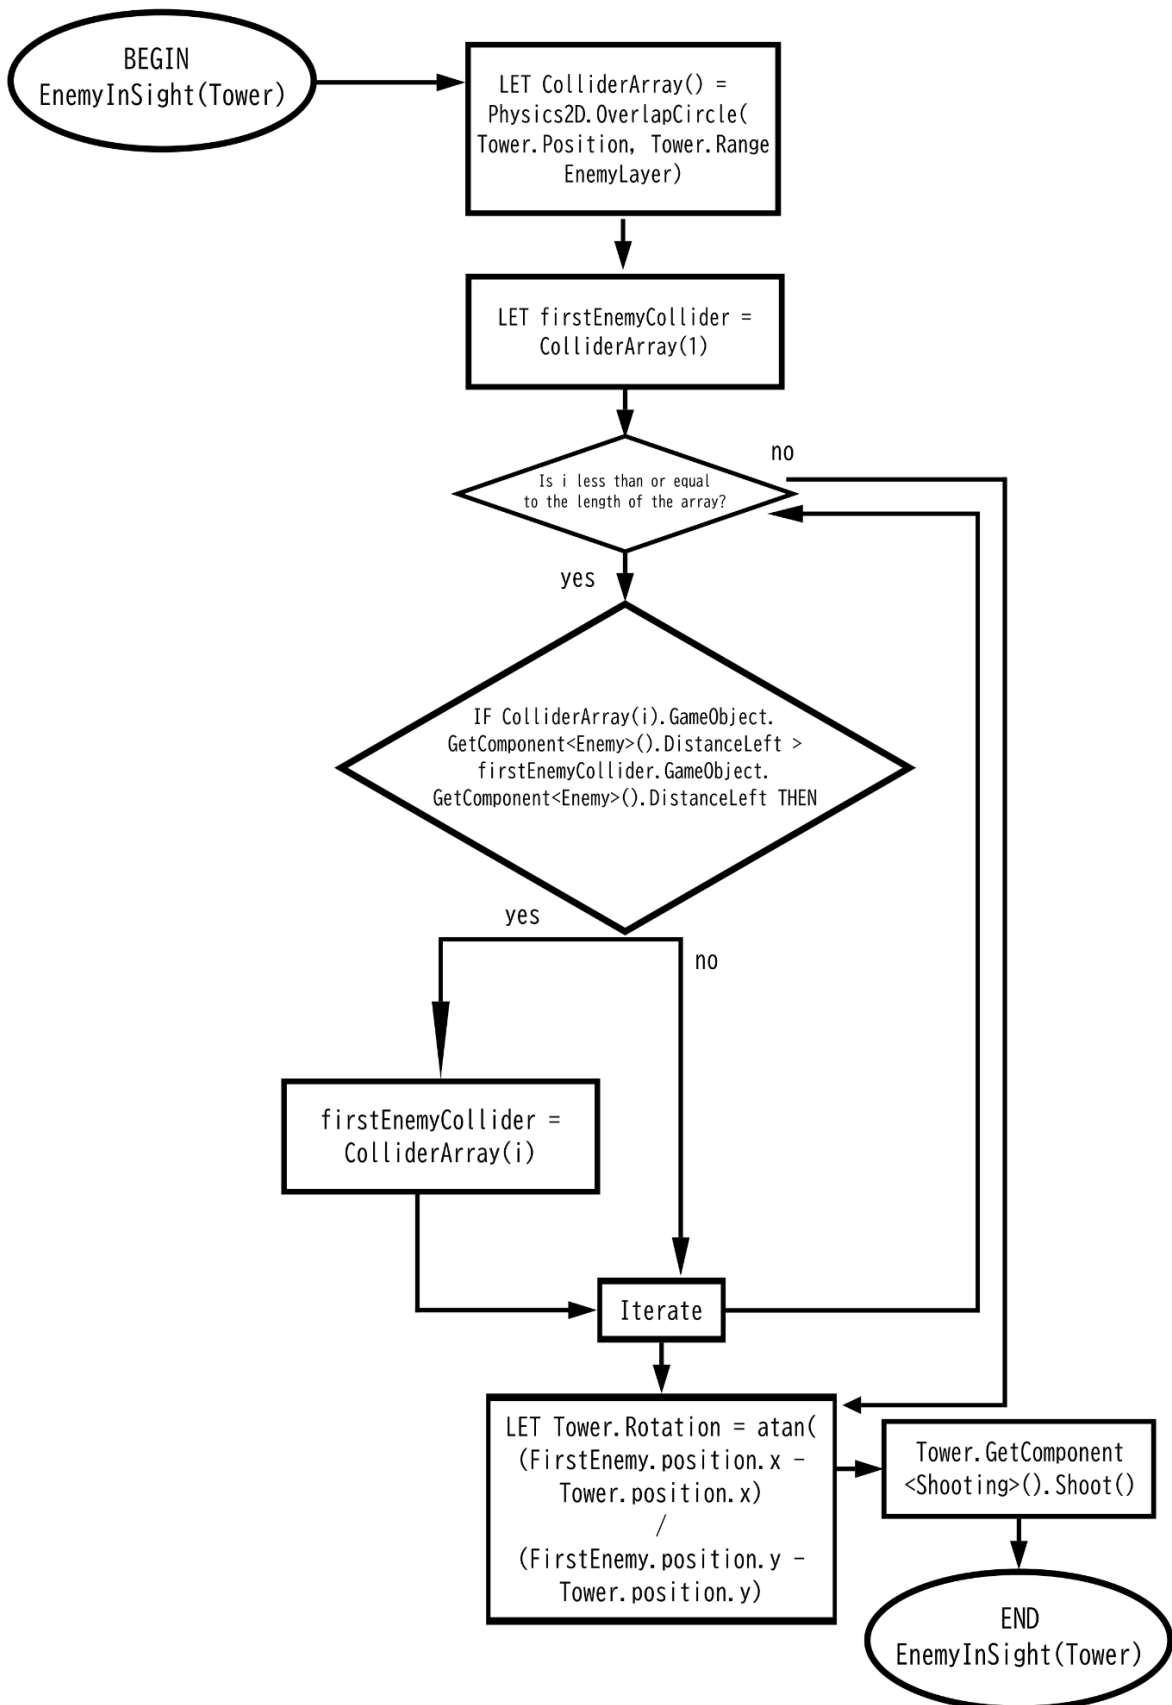 BEGIN
EnemyInSight(Tower)
LET ColliderArray() =
Physics2D.OverlapCircle(
Tower.Position, Tower.Range
EnemyLayer)
LET firstEnemyCollider =
ColliderArray(1)
Is i less than or equal
to the length of the array?
no
yes
IF ColliderArray(i).GameObject.
GetComponent<Enemy>().DistanceLeft >
firstEnemyCollider.GameObject.
GetComponent<Enemy>().DistanceLeft THEN
yes
no
firstEnemyCollider =
ColliderArray(i)
Iterate
LET Tower.Rotation = atan(
(FirstEnemy.position.x –
Tower.position.x)
/
(FirstEnemy.position.y –
Tower.position.y)
Tower.GetComponent
<Shooting>().Shoot()
END
EnemyInSight(Tower)